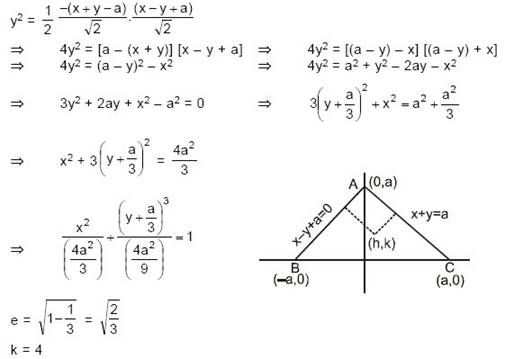 y² = 1/2 · −(x + y − a)/√2 · (x − y + a)/√2
⇒ 4y² = [a − (x + y)] [x − y + a] ⇒ 4y² = [(a − y) − x] [(a − y) + x]
⇒ 4y² = (a − y)² − x² ⇒ 4y² = a² + y² − 2ay − x²
⇒ 3y² + 2ay + x² − a² = 0 ⇒ 3(y + a/3)² + x² = a² + a²/3
⇒ x² + 3(y + a/3)² = 4a²/3
⇒ x²/(4a²/3) + (y + a/3)³/(4a²/9) = 1
e = √(1 − 1/3) = √(2/3)
k = 4
A (0,a)
x−y+a=0
x+y=a
(h,k)
B C
(−a,0) (a,0)